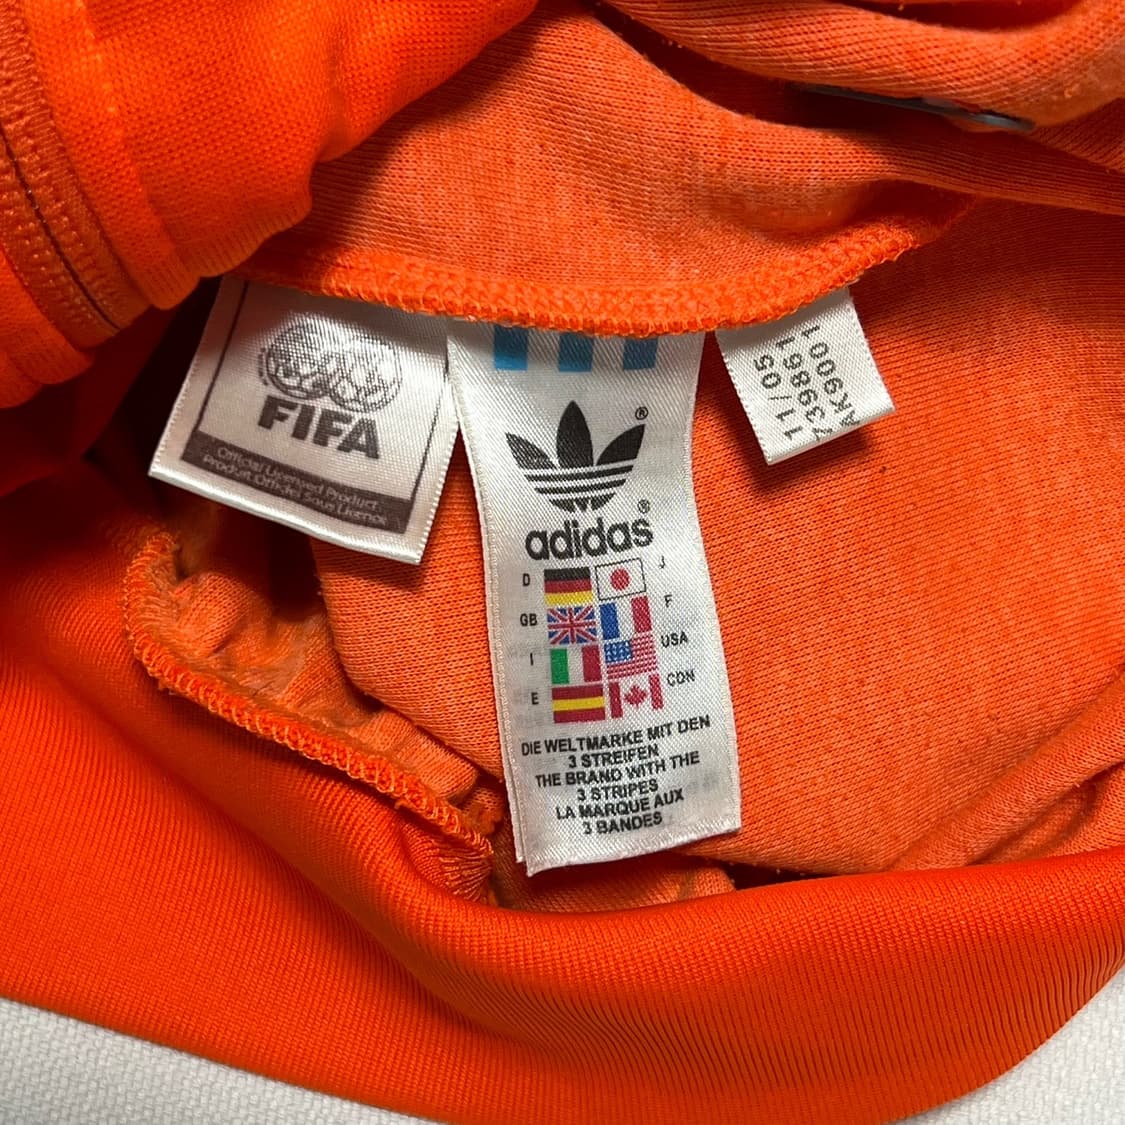 FIFA
Official Licensed Product
Produit Officiel Sous Licence
®
adidas®
D J
GB F
I USA
E CDN
DIE WELTMARKE MIT DEN
3 STREIFEN
THE BRAND WITH THE
3 STRIPES
LA MARQUE AUX
3 BANDES
11/05
739861
AK9001